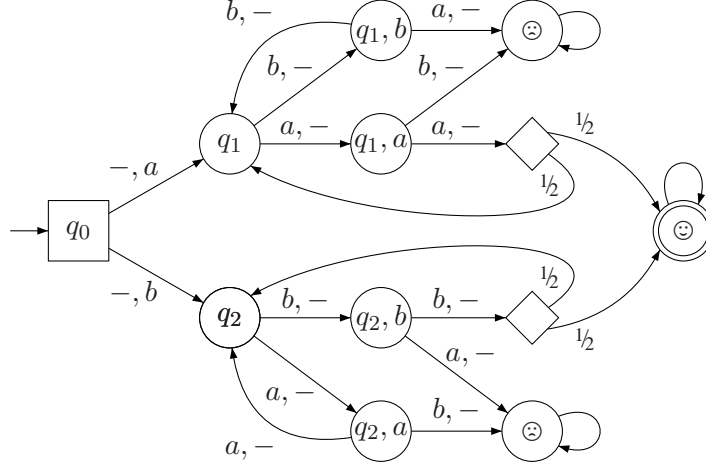 b, −
a, −
q₁, b
☹
b, −
b, −
q₁
a, −
q₁, a
a, −
1/2
−, a
1/2
q₀
☺
−, b
1/2
q₂
b, −
q₂, b
b, −
1/2
a, −
a, −
q₂, a
b, −
☹
a, −